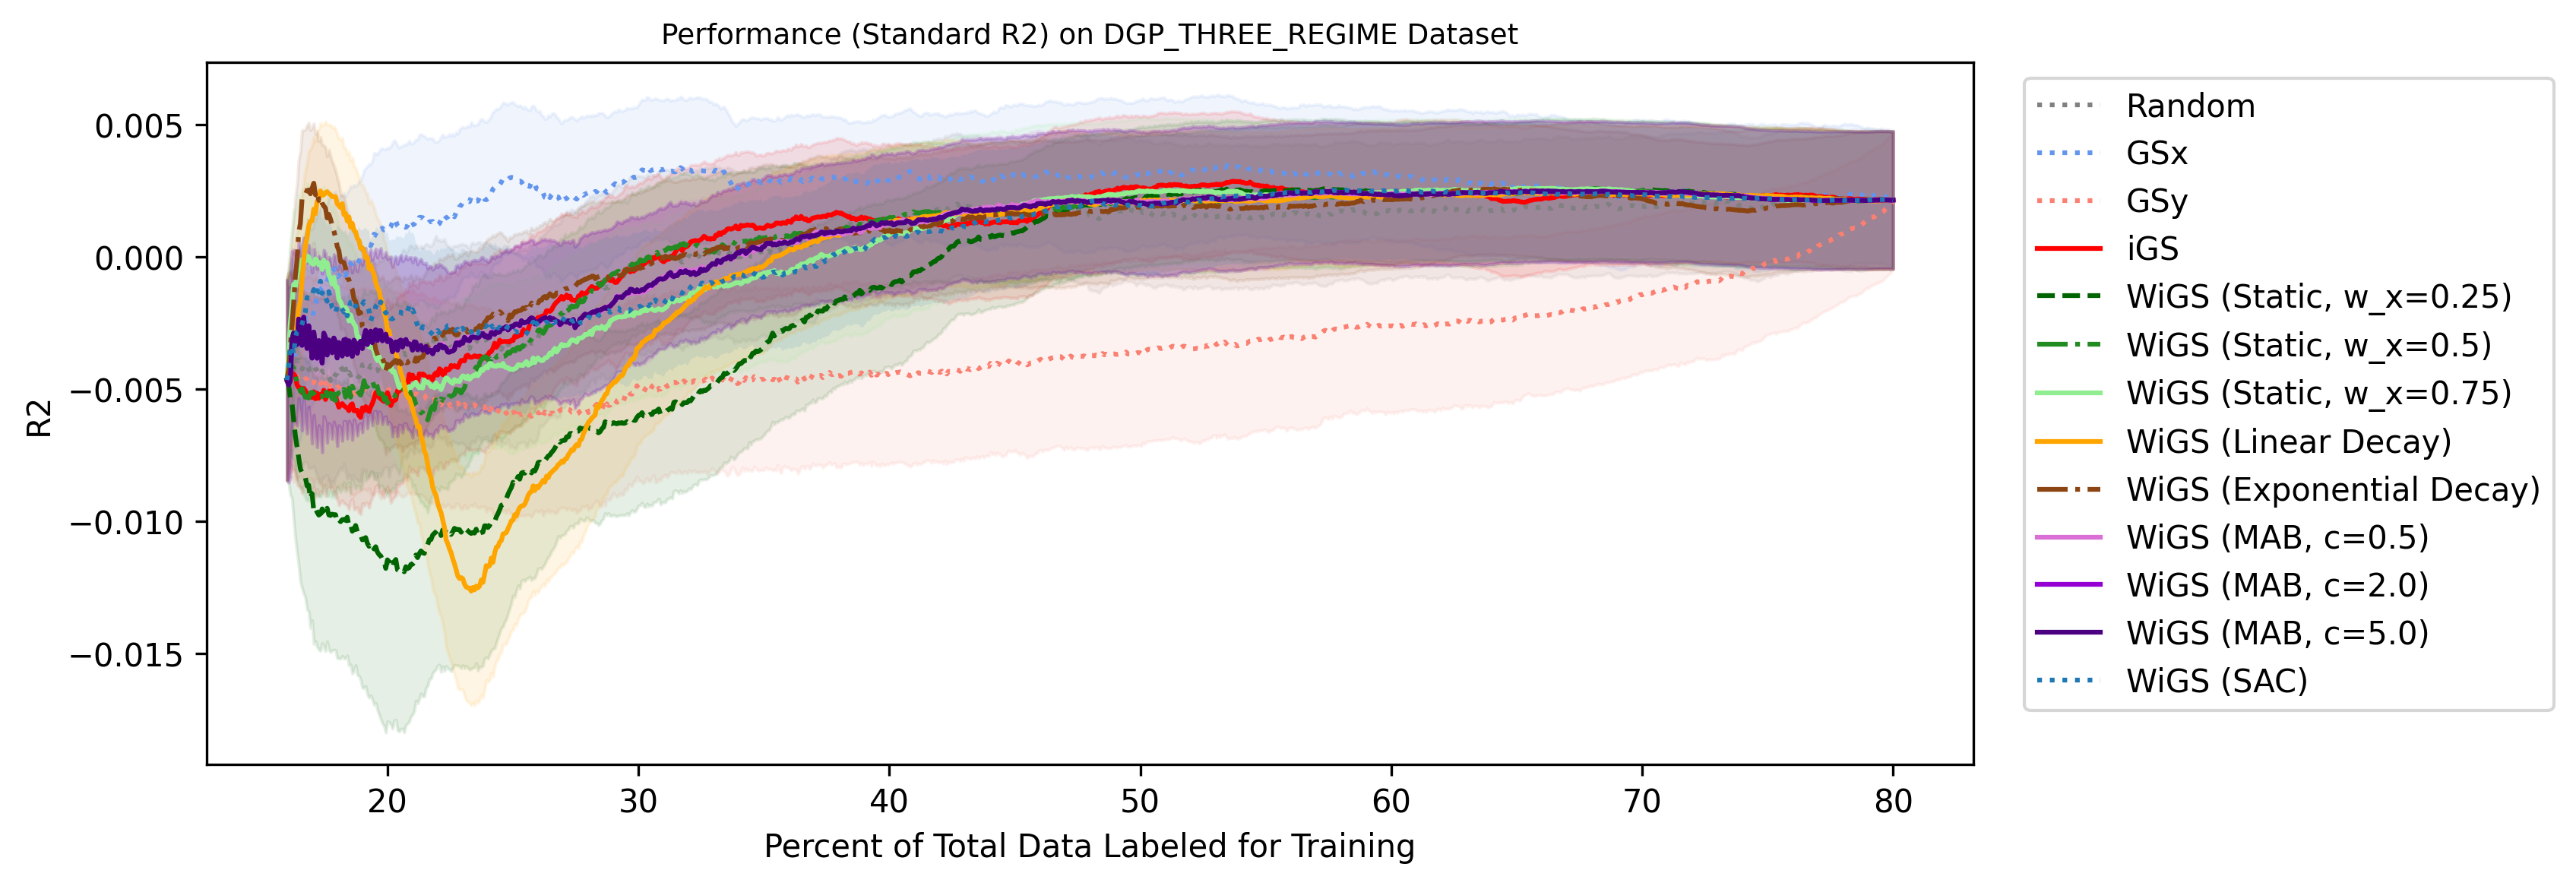 Performance (Standard R2) on DGP_THREE_REGIME Dataset
R2
0.005
0.000
−0.005
−0.010
−0.015
20 30 40 50 60 70 80
Percent of Total Data Labeled for Training
Random
GSx
GSy
iGS
WiGS (Static, w_x=0.25)
WiGS (Static, w_x=0.5)
WiGS (Static, w_x=0.75)
WiGS (Linear Decay)
WiGS (Exponential Decay)
WiGS (MAB, c=0.5)
WiGS (MAB, c=2.0)
WiGS (MAB, c=5.0)
WiGS (SAC)